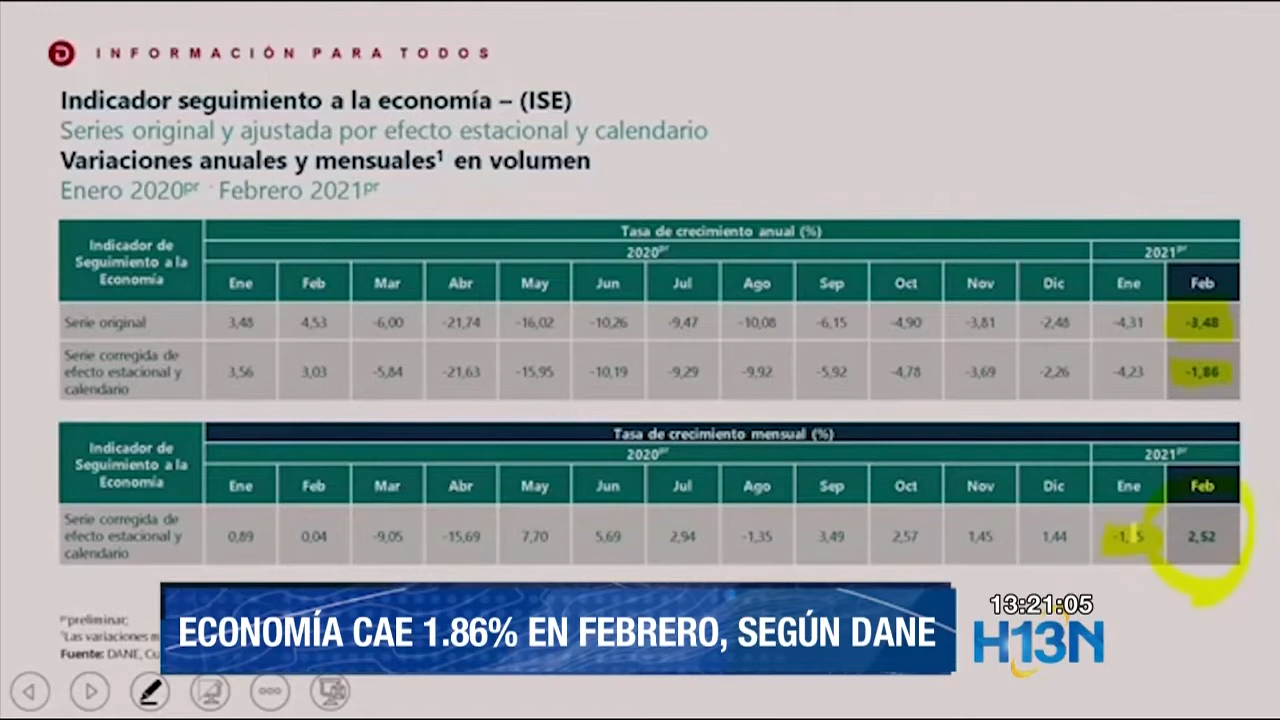 INFORMACIÓN PARA TODOS
Indicador seguimiento a la economía – (ISE)
Series original y ajustada por efecto estacional y calendario
Variaciones anuales y mensuales¹ en volumen
Enero 2020ᵖʳ - Febrero 2021ᵖʳ
Indicador de Seguimiento a la Economía
Tasa de crecimiento anual (%)
2020ᵖʳ 2021ᵖʳ
Ene Feb Mar Abr May Jun Jul Ago Sep Oct Nov Dic Ene Feb
Serie original 3,48 4,53 -6,00 -21,74 -16,02 -10,26 -9,47 -10,08 -6,15 -4,90 -3,81 -2,48 -4,31 -3,48
Serie corregida de
efecto estacional y 3,56 3,03 -5,84 -21,63 -15,95 -10,19 -9,29 -9,92 -5,92 -4,78 -3,69 -2,26 -4,23 -1,86
calendario
Indicador de Seguimiento a la Economía
Tasa de crecimiento mensual (%)
2020ᵖʳ 2021ᵖʳ
Ene Feb Mar Abr May Jun Jul Ago Sep Oct Nov Dic Ene Feb
Serie corregida de
efecto estacional y 0,89 0,04 -9,05 -15,69 7,70 5,69 2,94 -1,35 3,49 2,57 1,45 1,44 2,52
calendario
ᵖʳpreliminar;
¹Las variaciones
Fuente: DANE,
ECONOMÍA CAE 1.86% EN FEBRERO, SEGÚN DANE
13:21:05
H13N